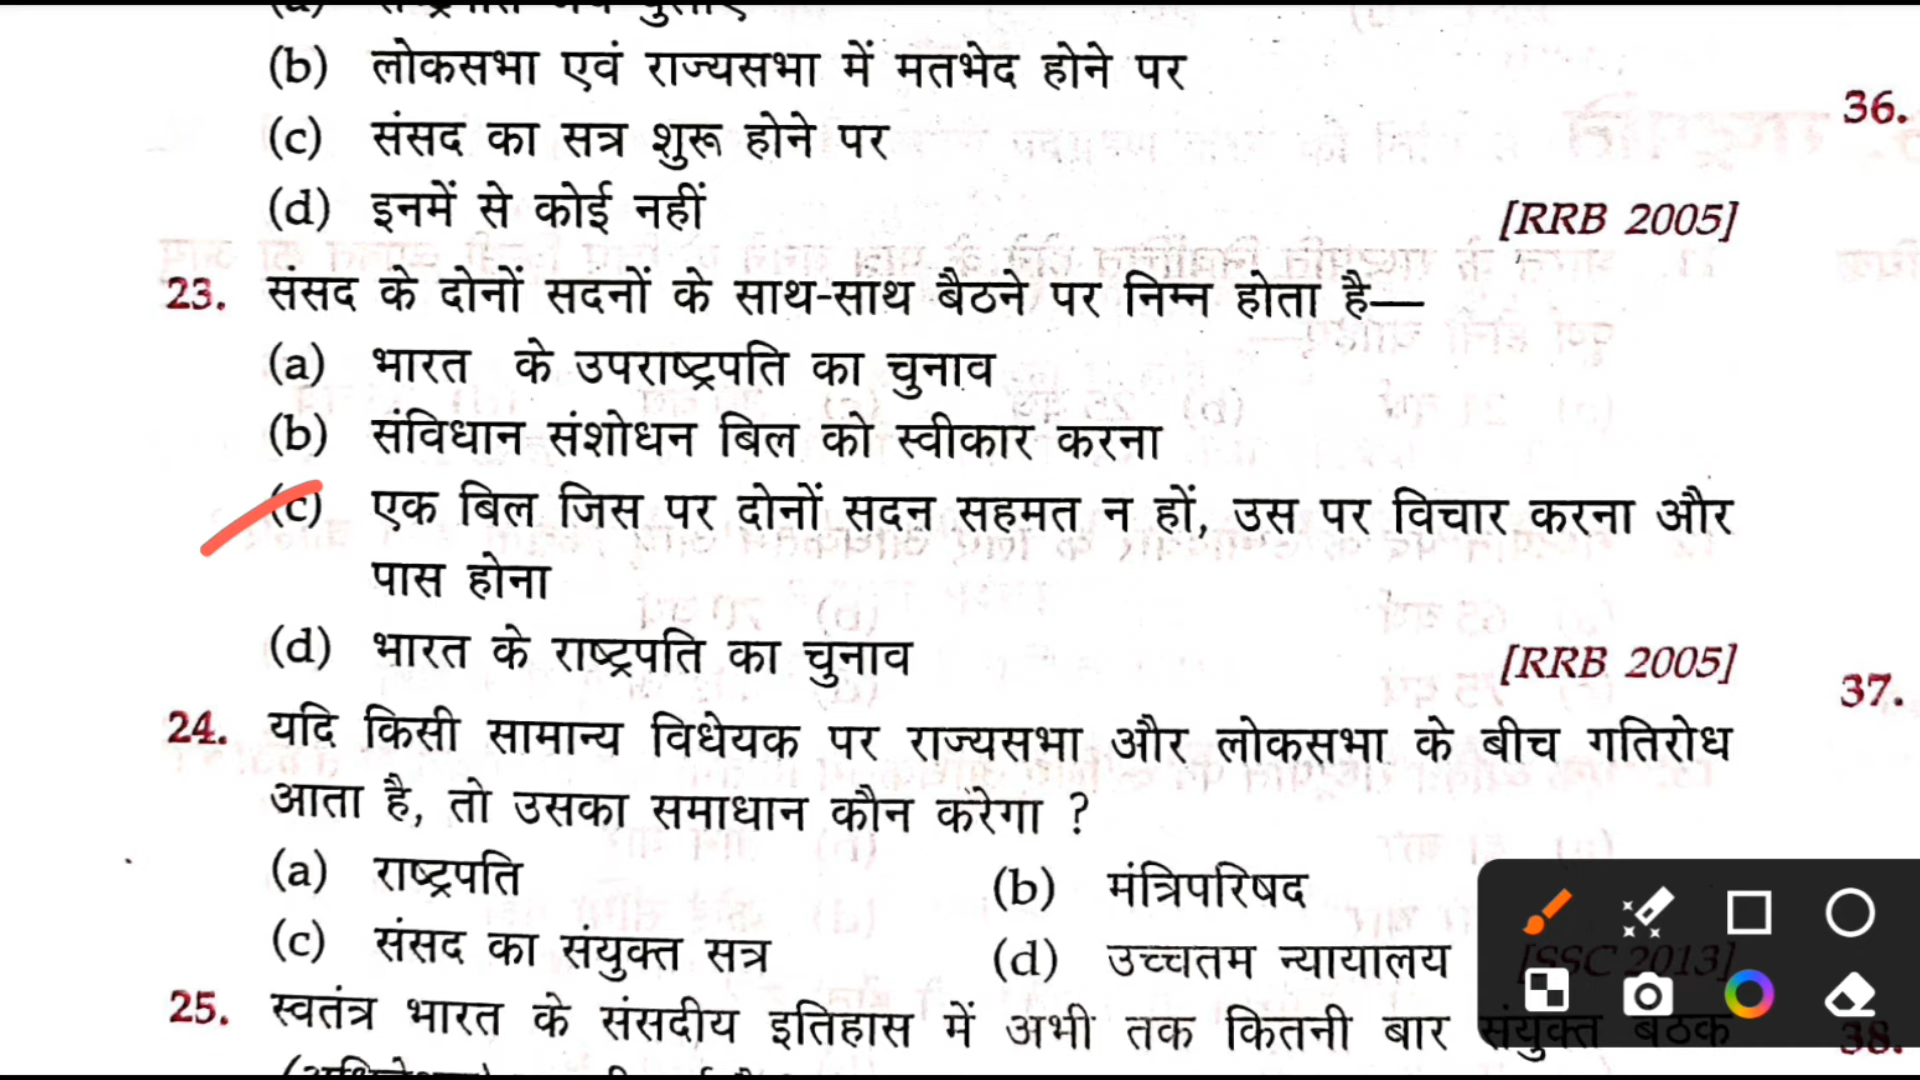 (b) लोकसभा एवं राज्यसभा में मतभेद होने पर
(c) संसद का सत्र शुरू होने पर
(d) इनमें से कोई नहीं [RRB 2005]
23. संसद के दोनों सदनों के साथ-साथ बैठने पर निम्न होता है—
(a) भारत के उपराष्ट्रपति का चुनाव
(b) संविधान संशोधन बिल को स्वीकार करना
(c) एक बिल जिस पर दोनों सदन सहमत न हों, उस पर विचार करना और
पास होना
(d) भारत के राष्ट्रपति का चुनाव [RRB 2005]
24. यदि किसी सामान्य विधेयक पर राज्यसभा और लोकसभा के बीच गतिरोध
आता है, तो उसका समाधान कौन करेगा ?
(a) राष्ट्रपति (b) मंत्रिपरिषद
(c) संसद का संयुक्त सत्र (d) उच्चतम न्यायालय [SSC 2013]
25. स्वतंत्र भारत के संसदीय इतिहास में अभी तक कितनी बार संयुक्त बैठक
36.
37.
38.